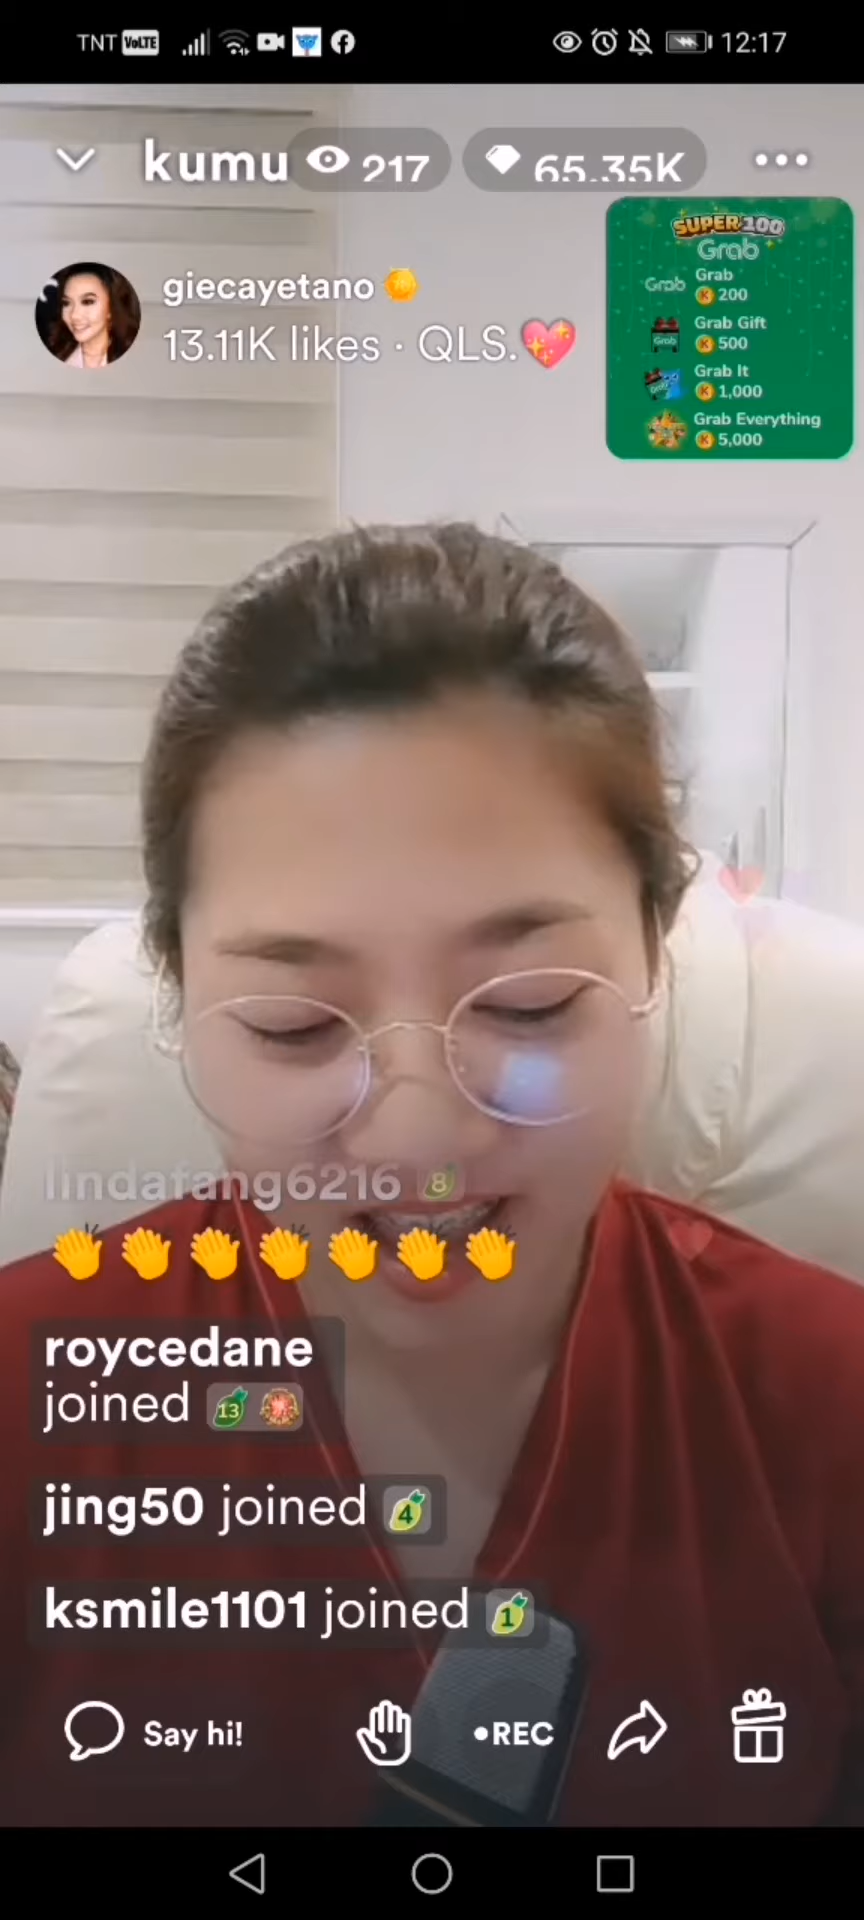 TNT VoLTE 12:17
kumu 217 65.35K
SUPER 100
Grab
giecayetano
13.11K likes · QLS.💖
Grab Grab
200
Grab Gift
500
Grab It
1,000
Grab Everything
5,000
lindafang6216 8
👏👏👏👏👏👏👏
roycedane
joined 13
jing50 joined 4
ksmile1101 joined 1
Say hi! •REC